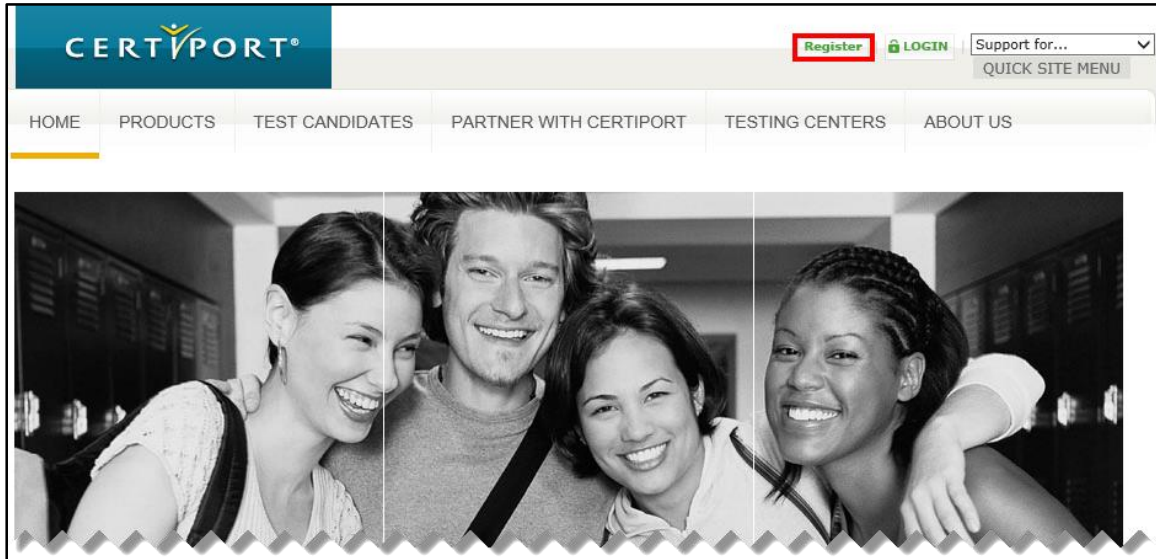 CERTIPORT®
Register LOGIN | Support for...
QUICK SITE MENU
HOME PRODUCTS TEST CANDIDATES PARTNER WITH CERTIPORT TESTING CENTERS ABOUT US